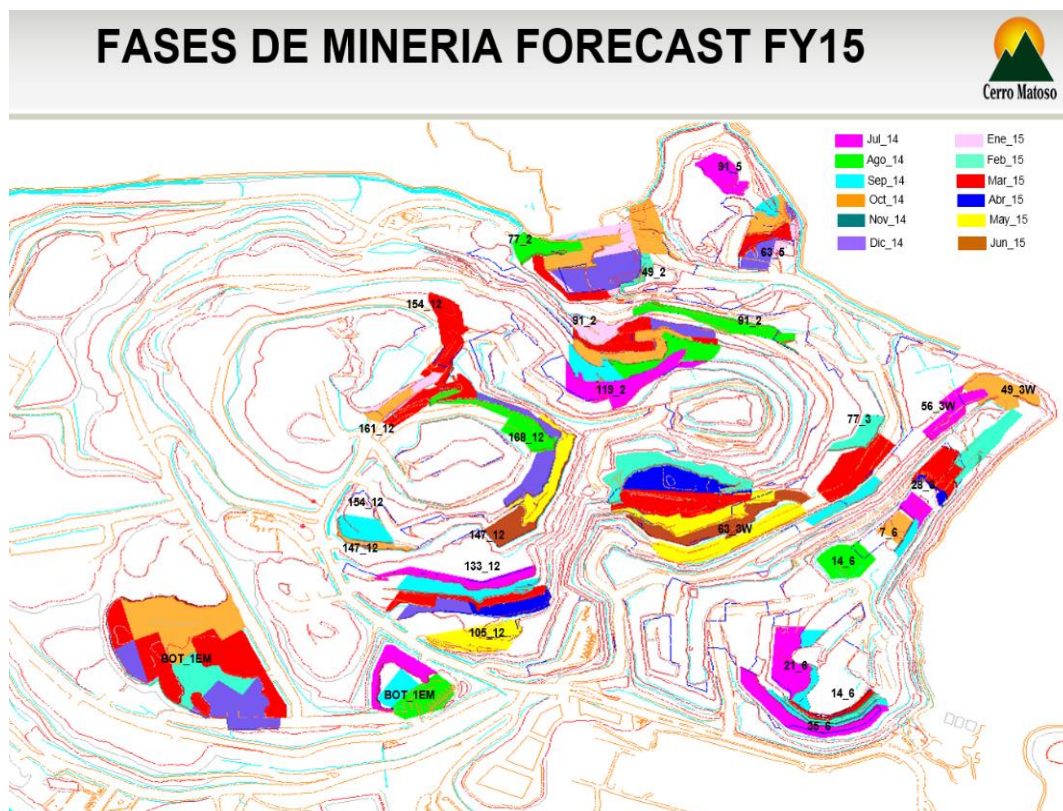 FASES DE MINERIA FORECAST FY15
Cerro Matoso
Jul_14
Ene_15
Ago_14
Feb_15
Sep_14
Mar_15
Oct_14
Abr_15
Nov_14
May_15
Dic_14
Jun_15
91_5
77_2
63_5
49_2
154_12
91_2
91_2
119_2
49_3W
56_3W
77_3
161_12
168_12
28_6
154_12
63_3W
7_6
147_12
147_12
133_12
14_6
105_12
BOT_1EM
21_6
BOT_1EM
14_6
35_6